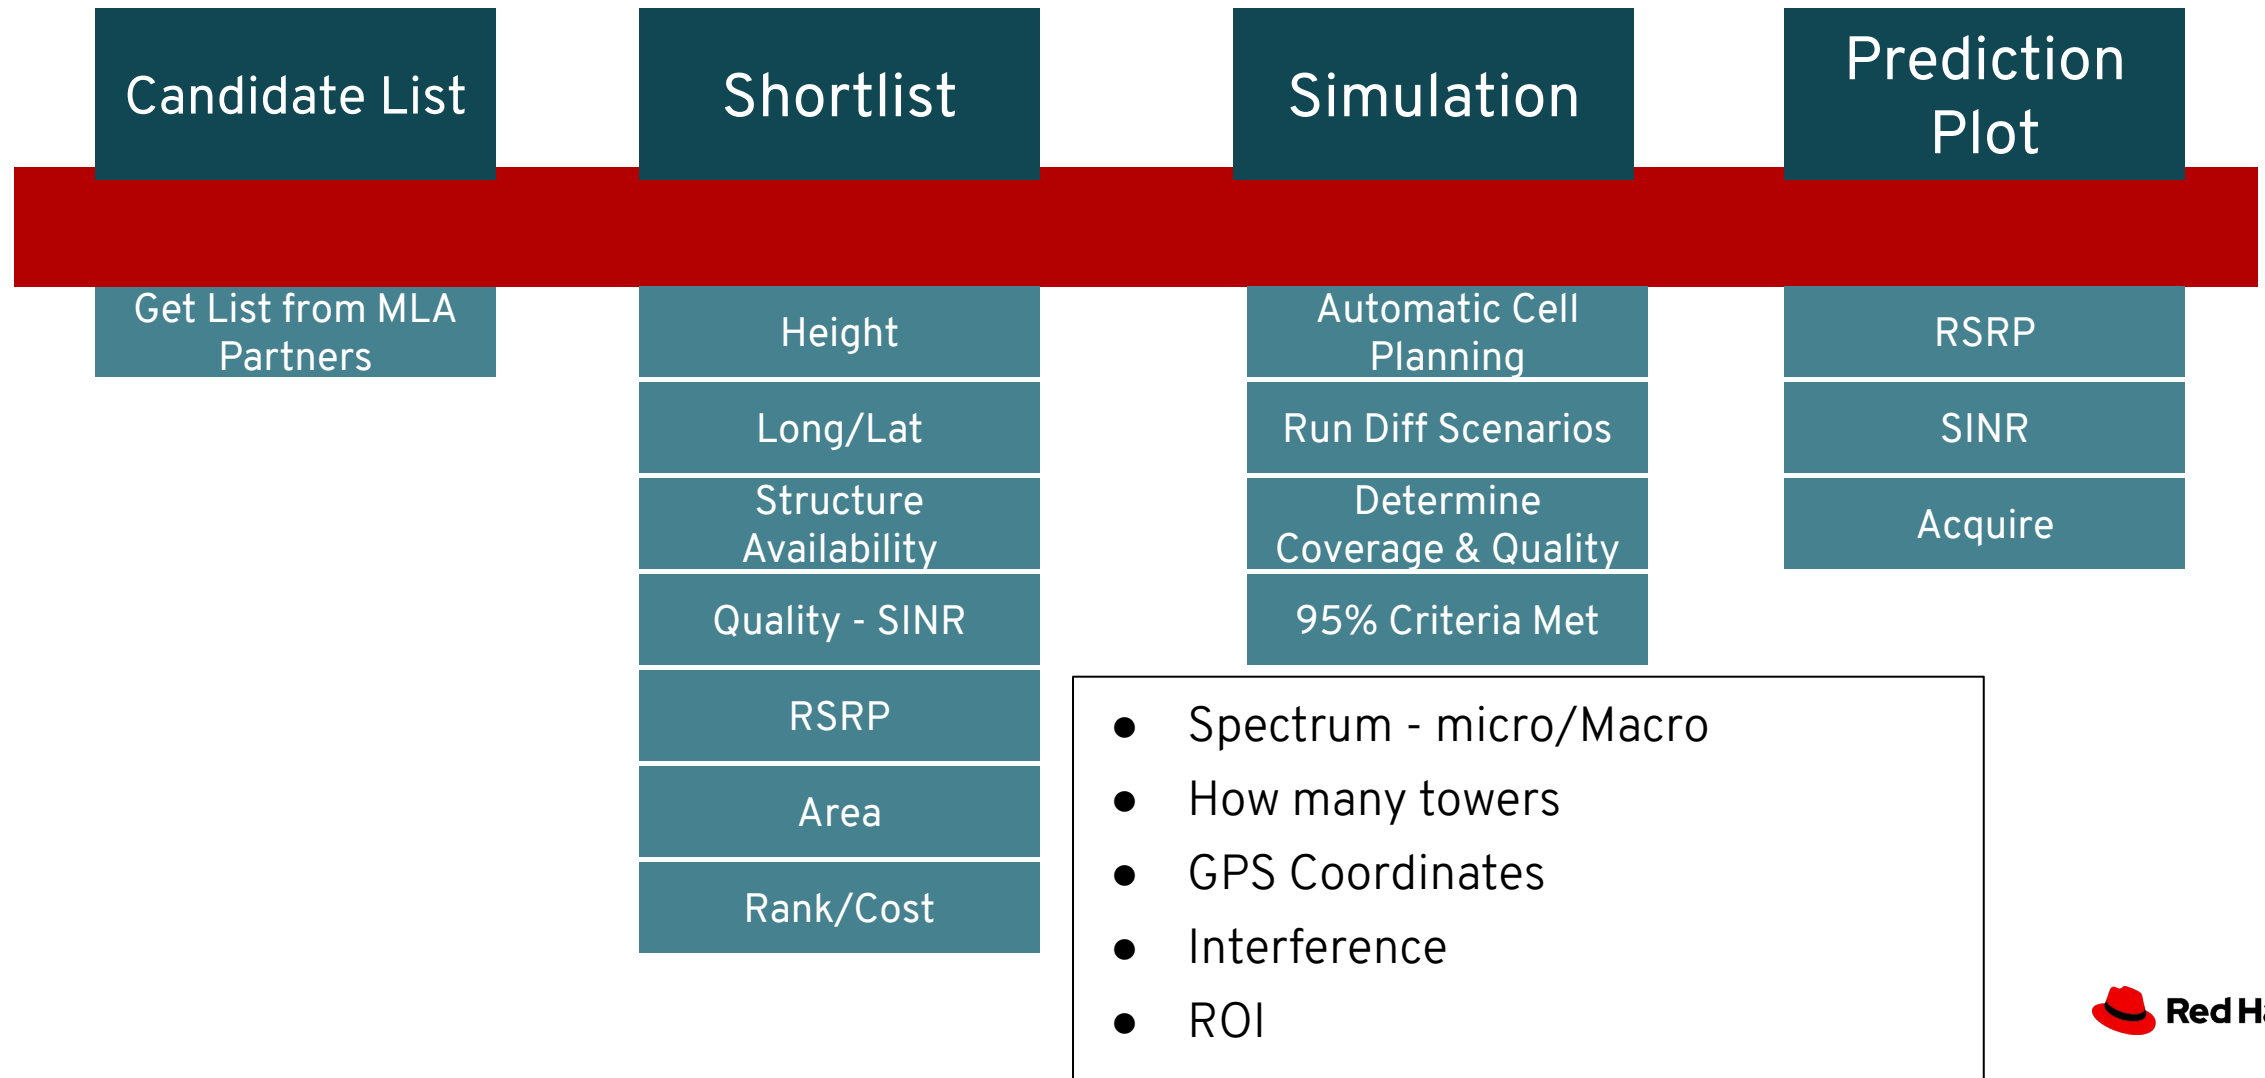 Candidate List
Get List from MLA
Partners
Shortlist
Height
Long/Lat
Structure
Availability
Quality - SINR
RSRP
Area
Rank/Cost
Simulation
Automatic Cell
Planning
Run Diff Scenarios
Determine
Coverage & Quality
95% Criteria Met
Prediction
Plot
RSRP
SINR
Acquire
● Spectrum - micro/Macro
● How many towers
● GPS Coordinates
● Interference
● ROI
Red